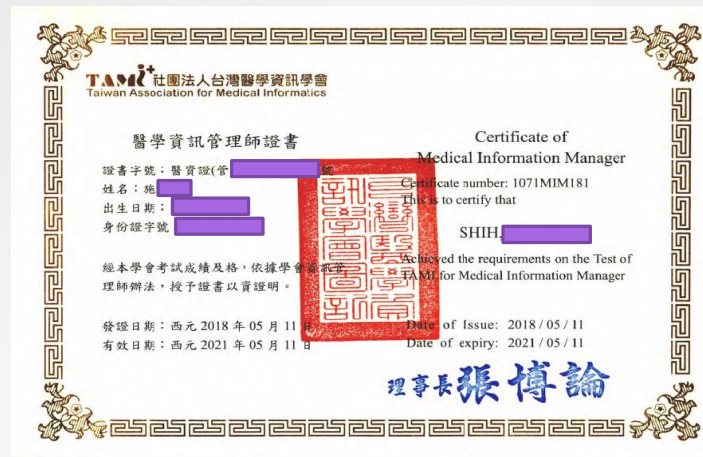 TAMI+ 社團法人台灣醫學資訊學會
Taiwan Association for Medical Informatics
醫學資訊管理師證書
證書字號：醫資證(管 號
姓名：施
出生日期：
身份證字號
經本學會考試成績及格，依據學會資訊管
理師辦法，授予證書以資證明。
發證日期：西元 2018 年 05 月 11 日
有效日期：西元 2021 年 05 月 11 日
Certificate of
Medical Information Manager
Certificate number: 1071MIM181
This is to certify that
SHIH,
Achieved the requirements on the Test of
TAMI for Medical Information Manager
Date of Issue: 2018 / 05 / 11
Date of expiry: 2021 / 05 / 11
理事長 張博論